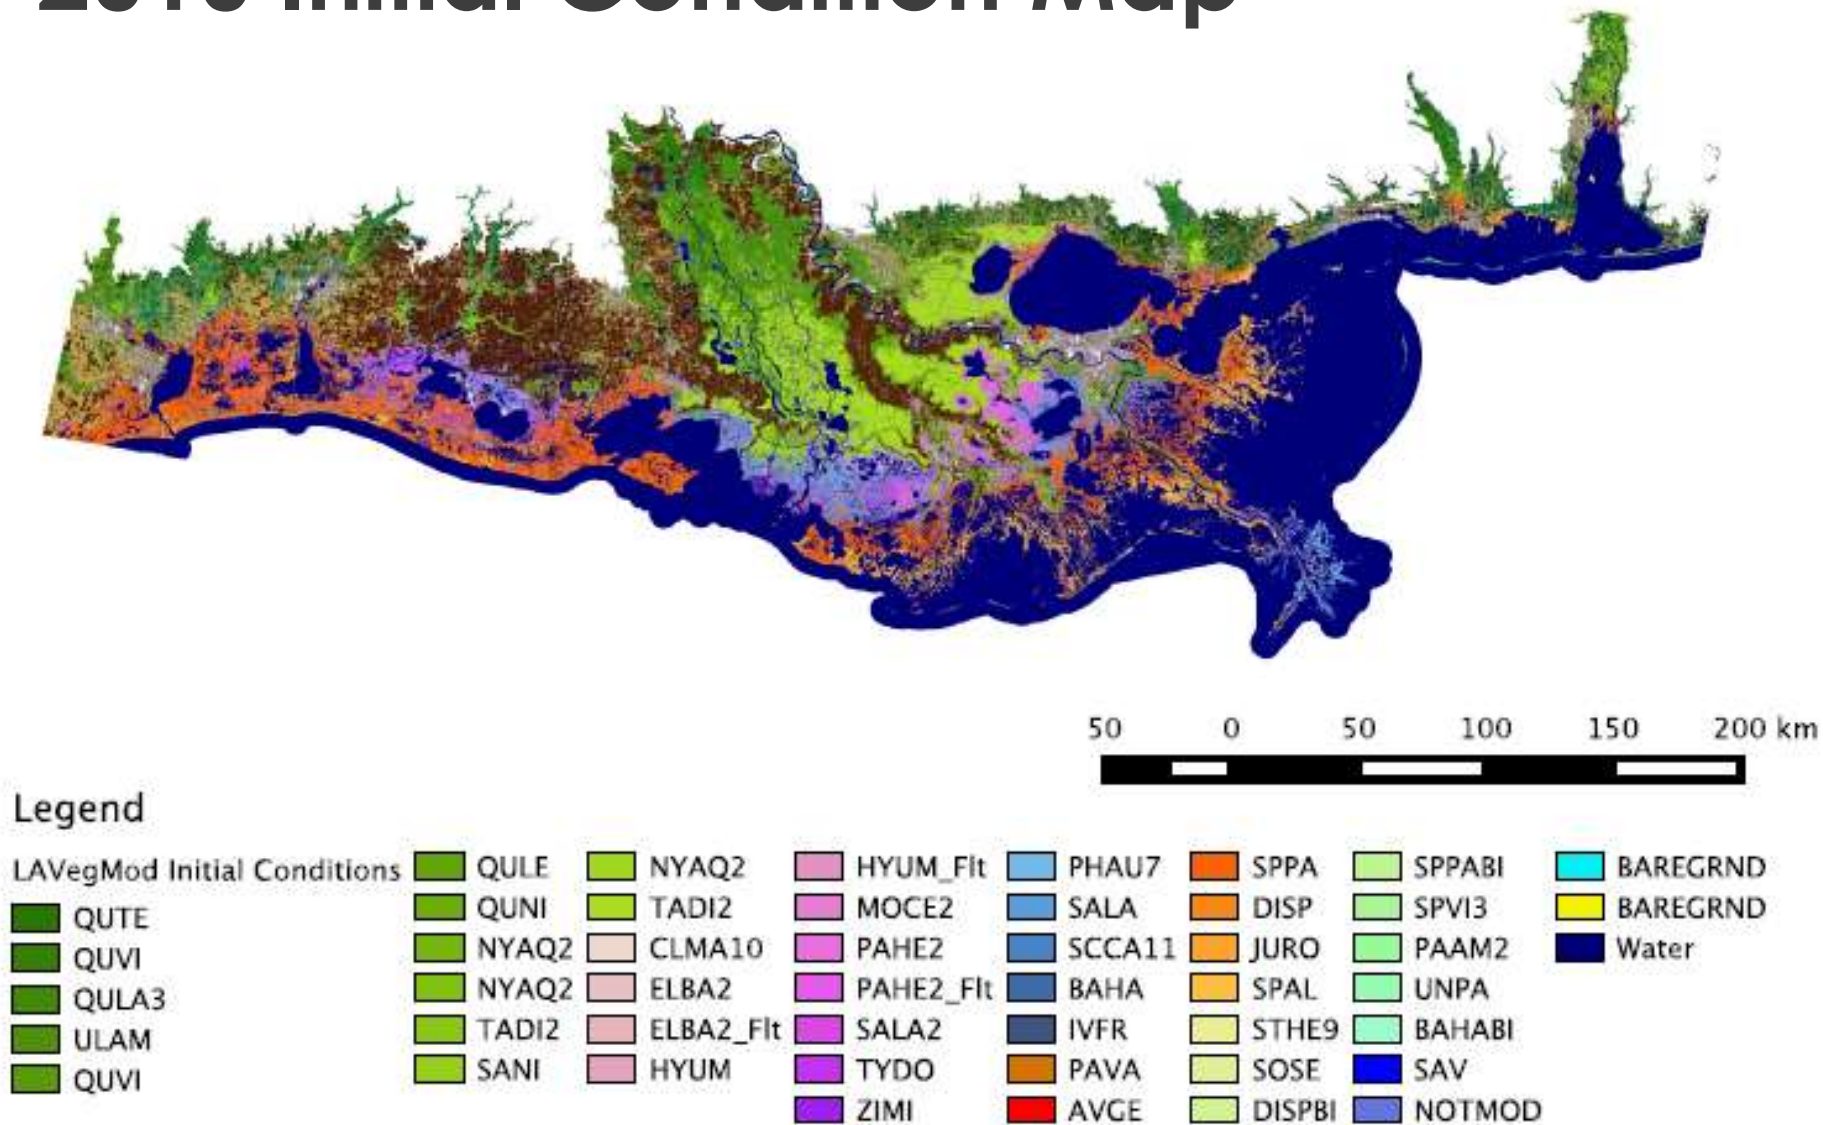 Initial Condition Map
50 0 50 100 150 200 km
Legend
LAVegMod Initial Conditions
QUTE
QUVI
QULA3
ULAM
QUVI
QULE
QUNI
NYAQ2
NYAQ2
TADI2
SANI
NYAQ2
TADI2
CLMA10
ELBA2
ELBA2_Flt
HYUM
HYUM_Flt
MOCE2
PAHE2
PAHE2_Flt
SALA2
TYDO
ZIMI
PHAU7
SALA
SCCA11
BAHA
IVFR
PAVA
AVGE
SPPA
DISP
JURO
SPAL
STHE9
SOSE
DISPBI
SPPABI
SPVI3
PAAM2
UNPA
BAHABI
SAV
NOTMOD
BAREGRND
BAREGRND
Water